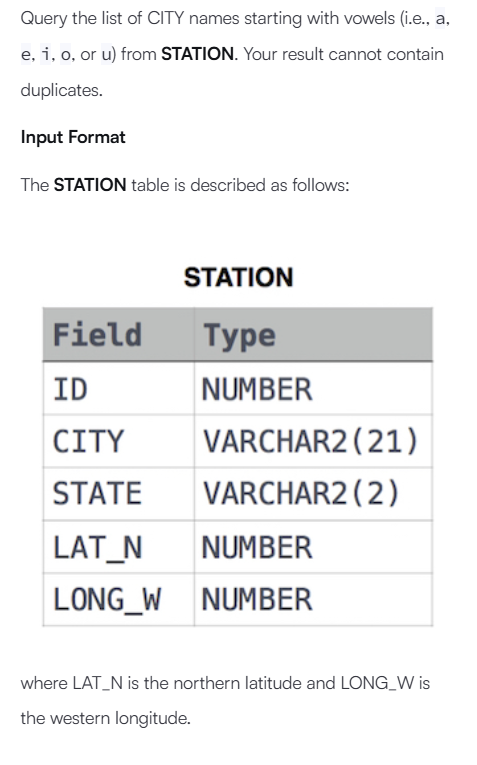 Query the list of CITY names starting with vowels (i.e., a,
e, i, o, or u) from STATION. Your result cannot contain
duplicates.
Input Format
The STATION table is described as follows:
STATION
Field Type
ID NUMBER
CITY VARCHAR2(21)
STATE VARCHAR2(2)
LAT_N NUMBER
LONG_W NUMBER
where LAT_N is the northern latitude and LONG_W is
the western longitude.